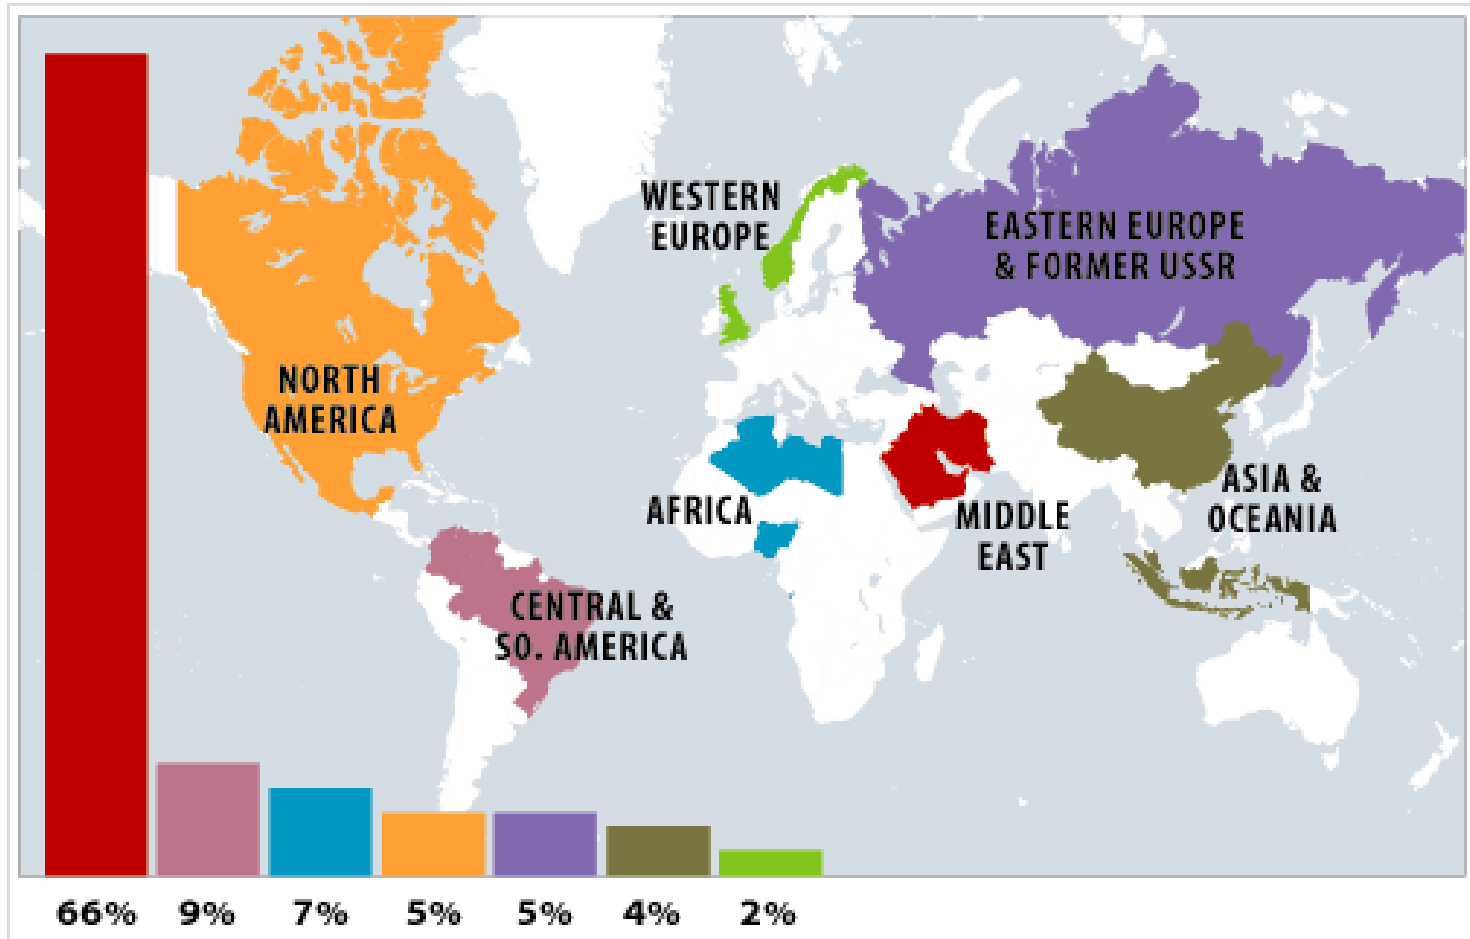 WESTERN
EUROPE
EASTERN EUROPE
& FORMER USSR
NORTH
AMERICA
AFRICA
MIDDLE
EAST
ASIA &
OCEANIA
CENTRAL &
SO. AMERICA
66% 9% 7% 5% 5% 4% 2%